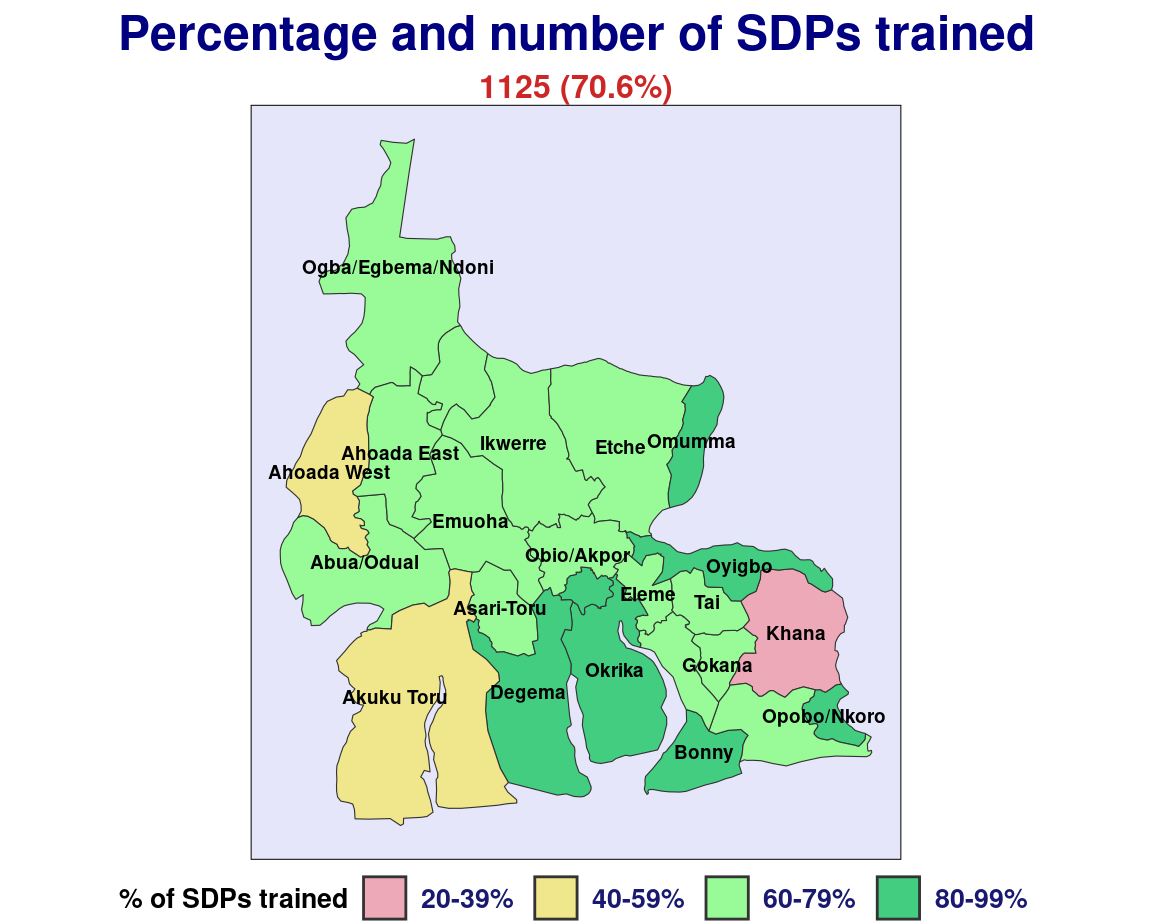 Percentage and number of SDPs trained
1125 (70.6%)
Ogba/Egbema/Ndoni
Ikwerre
Etche
Omumma
Ahoada East
Ahoada West
Emuoha
Obio/Akpor
Abua/Odual
Oyigbo
Eleme
Tai
Asari-Toru
Khana
Gokana
Okrika
Degema
Akuku Toru
Opobo/Nkoro
Bonny
% of SDPs trained 20-39% 40-59% 60-79% 80-99%